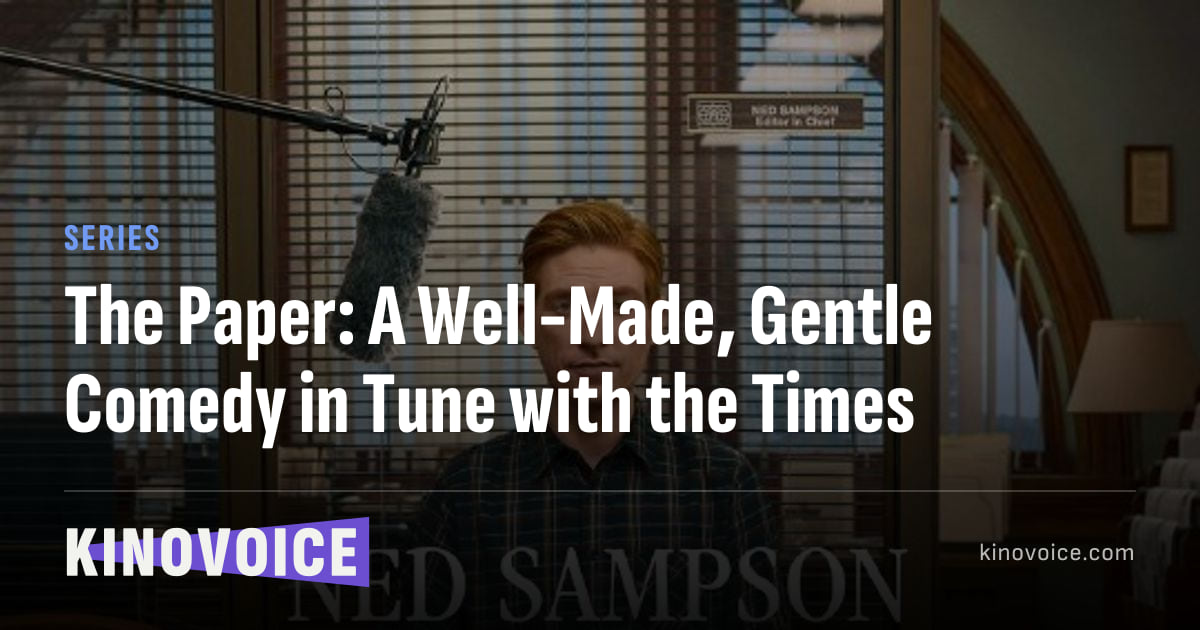 NED SAMPSON
Editor in Chief
SERIES
The Paper: A Well-Made, Gentle
Comedy in Tune with the Times
KINOVOICE
kinovoice.com
NED SAMPSON